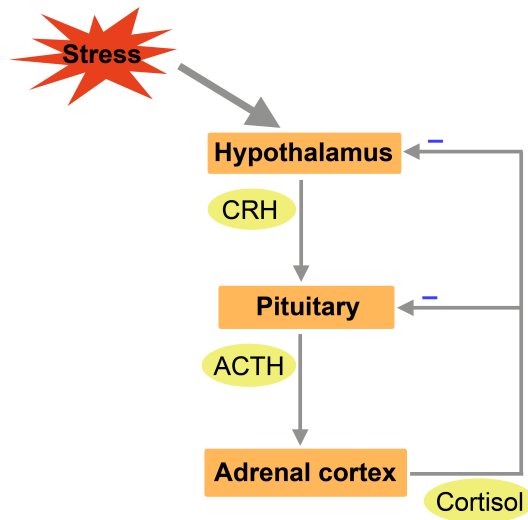 Stress
Hypothalamus
–
CRH
Pituitary
–
ACTH
Adrenal cortex
Cortisol